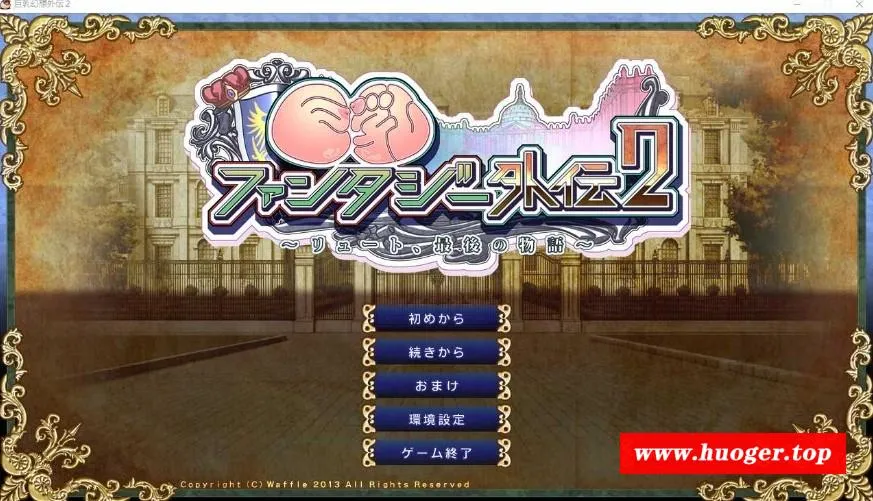 巨乳幻想外伝2
巨乳ファンタジー外伝2
～リュート、最後の物語～
初めから
続きから
おまけ
環境設定
ゲーム終了
www.huoger.top
Copyright (C) Waffle 2013 All Rights Reserved